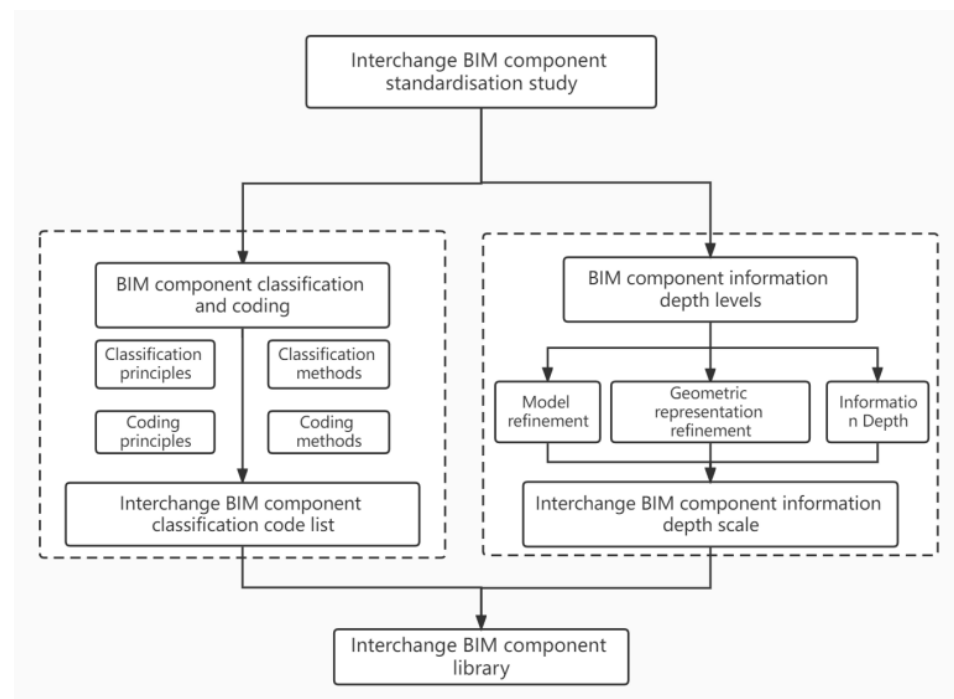 Interchange BIM component
standardisation study
BIM component classification
and coding
Classification
principles
Classification
methods
Coding
principles
Coding
methods
Interchange BIM component
classification code list
BIM component information
depth levels
Model
refinement
Geometric
representation
refinement
Informatio
n Depth
Interchange BIM component information
depth scale
Interchange BIM component
library